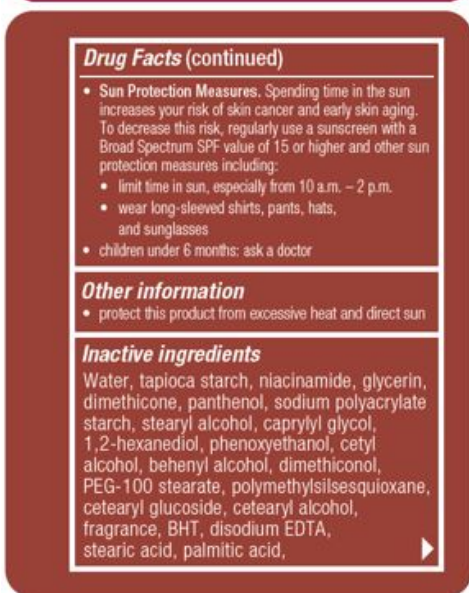 Drug Facts (continued)
• Sun Protection Measures. Spending time in the sun
increases your risk of skin cancer and early skin aging.
To decrease this risk, regularly use a sunscreen with a
Broad Spectrum SPF value of 15 or higher and other sun
protection measures including:
• limit time in sun, especially from 10 a.m. – 2 p.m.
• wear long-sleeved shirts, pants, hats,
and sunglasses
• children under 6 months: ask a doctor
Other information
• protect this product from excessive heat and direct sun
Inactive ingredients
Water, tapioca starch, niacinamide, glycerin,
dimethicone, panthenol, sodium polyacrylate
starch, stearyl alcohol, caprylyl glycol,
1,2-hexanediol, phenoxyethanol, cetyl
alcohol, behenyl alcohol, dimethiconol,
PEG-100 stearate, polymethylsilsesquioxane,
cetearyl glucoside, cetearyl alcohol,
fragrance, BHT, disodium EDTA,
stearic acid, palmitic acid,